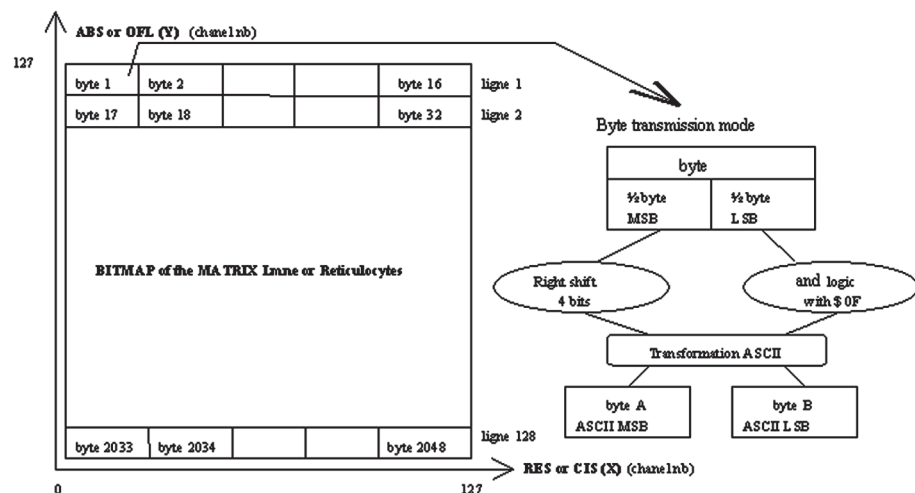 ABS or OFL (Y) (chanel nb)
127
byte 1 byte 2 byte 16 ligne 1
byte 17 byte 18 byte 32 ligne 2
Byte transmission mode
byte
½ byte MSB ½ byte LSB
BITMAP of the MATRIX Lmne or Reticulocytes
Right shift 4 bits
and logic with $ 0F
Transformation ASCII
byte A ASCII MSB
byte B ASCII LSB
byte 2033 byte 2034 byte 2048 ligne 128
RES or CIS (X) (chanel nb)
0 127